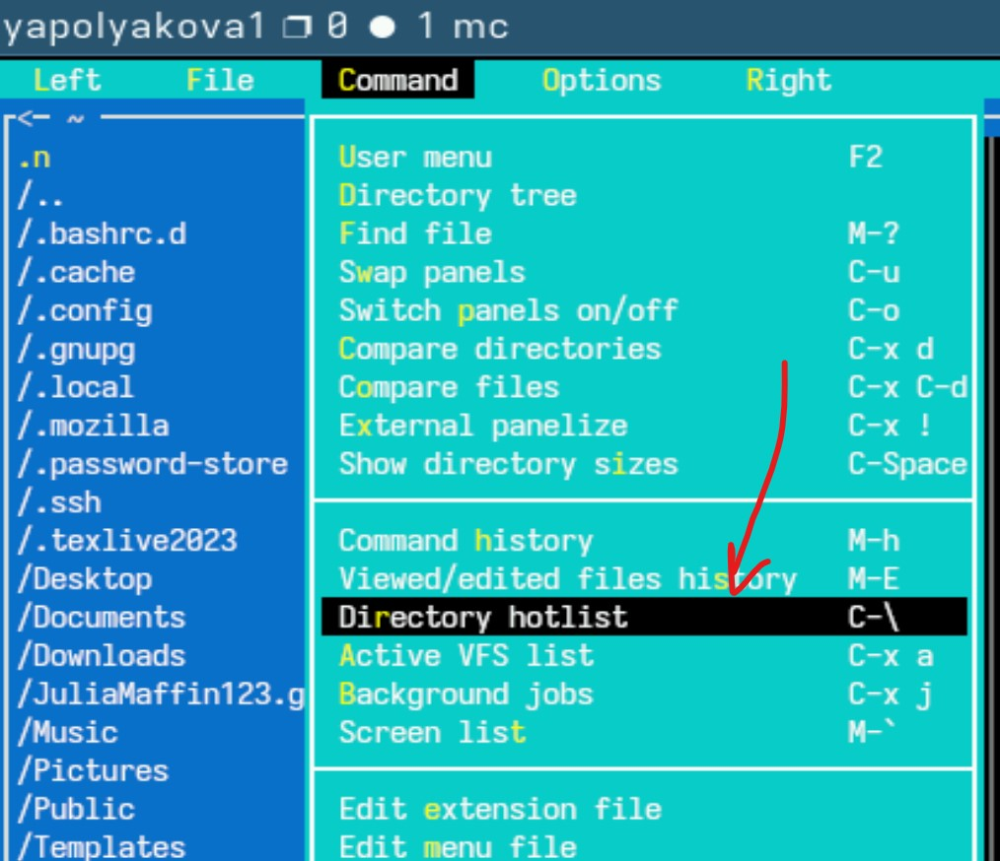 yapolyakova1 ❐ 0 ● 1 mc
Left File Command Options Right
<- ~
.n
/..
/.bashrc.d
/.cache
/.config
/.gnupg
/.local
/.mozilla
/.password-store
/.ssh
/.texlive2023
/Desktop
/Documents
/Downloads
/JuliaMaffin123.g
/Music
/Pictures
/Public
/Templates
User menu F2
Directory tree
Find file M-?
Swap panels C-u
Switch panels on/off C-o
Compare directories C-x d
Compare files C-x C-d
External panelize C-x !
Show directory sizes C-Space
Command history M-h
Viewed/edited files history M-E
Directory hotlist C-\
Active VFS list C-x a
Background jobs C-x j
Screen list M-`
Edit extension file
Edit menu file